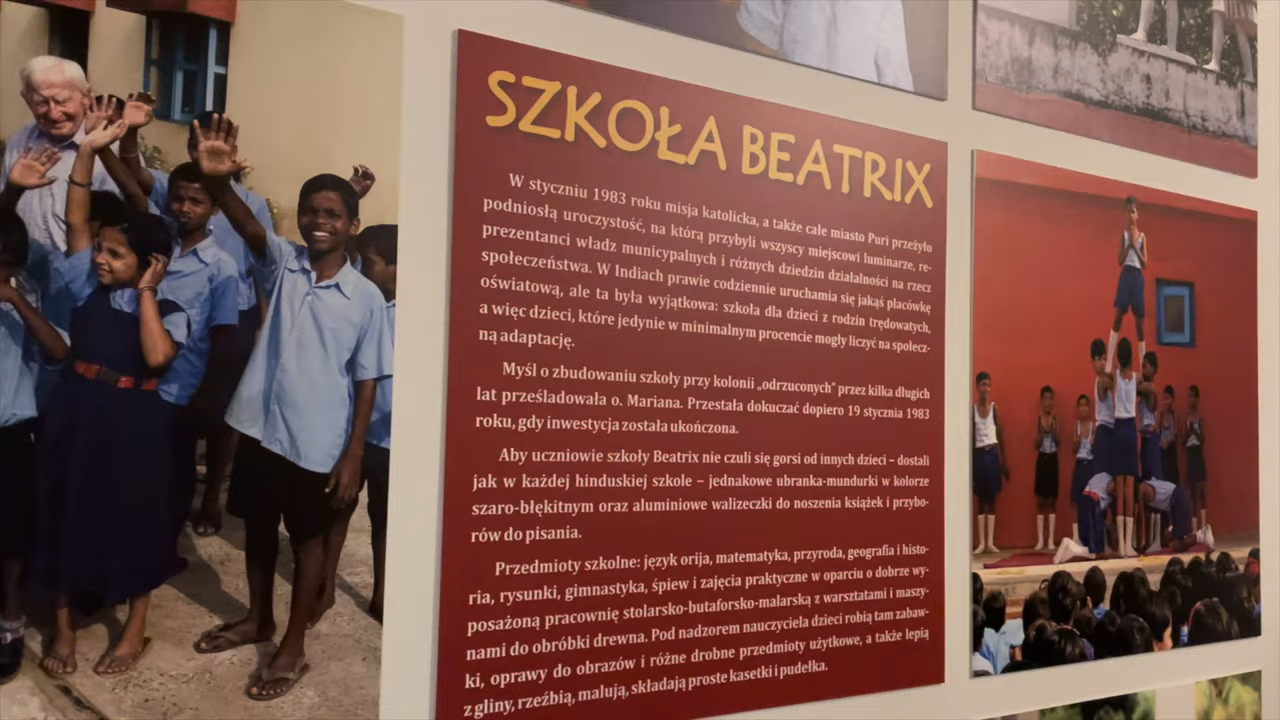 SZKOŁA BEATRIX
W styczniu 1983 roku misja katolicka, a także całe miasto Puri przeżyło
podniosłą uroczystość, na którą przybyli wszyscy miejscowi luminarze, re-
prezentanci władz municypalnych i różnych dziedzin działalności na rzecz
społeczeństwa. W Indiach prawie codziennie uruchamia się jakąś placówkę
oświatową, ale ta była wyjątkowa: szkoła dla dzieci z rodzin trędowatych,
a więc dzieci, które jedynie w minimalnym procencie mogły liczyć na społecz-
ną adaptację.
Myśl o zbudowaniu szkoły przy kolonii „odrzuconych" przez kilka długich
lat prześladowała o. Mariana. Przestała dokuczać dopiero 19 stycznia 1983
roku, gdy inwestycja została ukończona.
Aby uczniowie szkoły Beatrix nie czuli się gorsi od innych dzieci – dostali
jak w każdej hinduskiej szkole – jednakowe ubranka-mundurki w kolorze
szaro-błękitnym oraz aluminiowe walizeczki do noszenia książek i przybo-
rów do pisania.
Przedmioty szkolne: język orija, matematyka, przyroda, geografia i histo-
ria, rysunki, gimnastyka, śpiew i zajęcia praktyczne w oparciu o dobrze wy-
posażoną pracownię stolarsko-butaforsko-malarską z warsztatami i maszy-
nami do obróbki drewna. Pod nadzorem nauczyciela dzieci robią tam zabaw-
ki, oprawy do obrazów i różne drobne przedmioty użytkowe, a także lepią
z gliny, rzeźbią, malują, składają proste kasetki i pudełka.